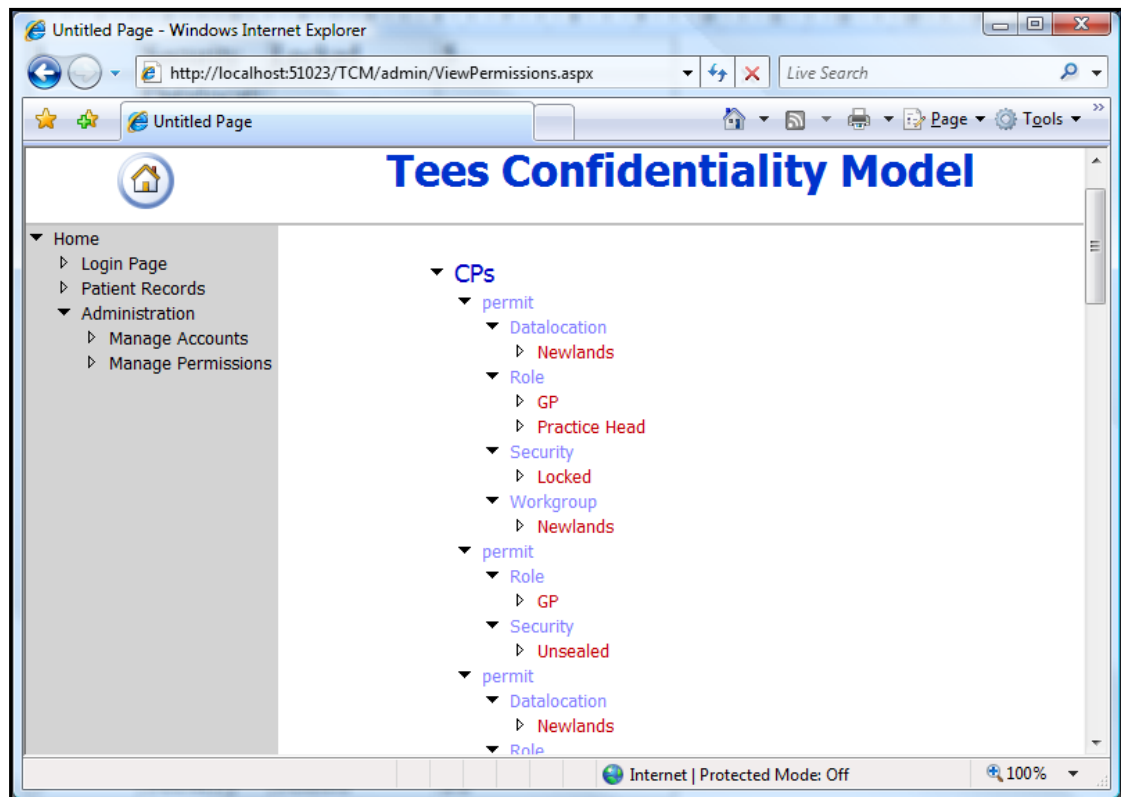 Untitled Page - Windows Internet Explorer
http://localhost:51023/TCM/admin/ViewPermissions.aspx
Live Search
Untitled Page
Page
Tools
Tees Confidentiality Model
Home
Login Page
Patient Records
Administration
Manage Accounts
Manage Permissions
CPs
permit
Datalocation
Newlands
Role
GP
Practice Head
Security
Locked
Workgroup
Newlands
permit
Role
GP
Security
Unsealed
permit
Datalocation
Newlands
Role
Internet | Protected Mode: Off
100%